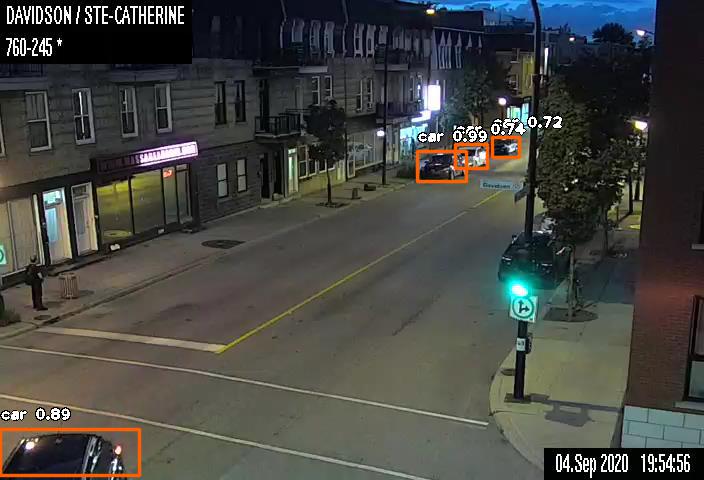 DAVIDSON / STE-CATHERINE
760-245 *
car 0.99
0.74
0.72
Davidson
car 0.89
04.Sep 2020 19:54:56